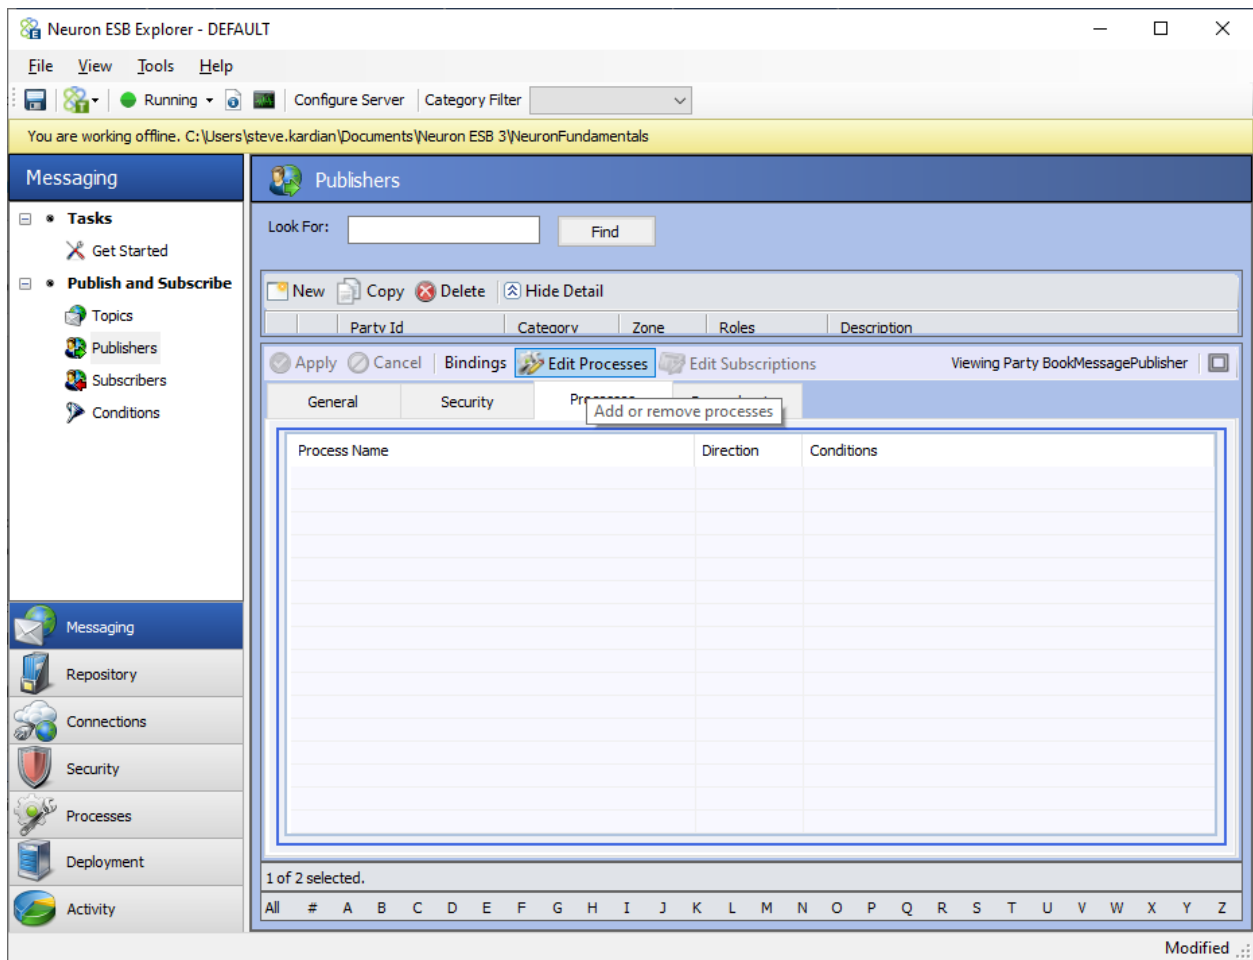 Neuron ESB Explorer - DEFAULT
File View Tools Help
Running Configure Server Category Filter
You are working offline. C:\Users\steve.kardian\Documents\Neuron ESB 3\NeuronFundamentals
Messaging
Tasks
Get Started
Publish and Subscribe
Topics
Publishers
Subscribers
Conditions
Messaging
Repository
Connections
Security
Processes
Deployment
Activity
Publishers
Look For: Find
New Copy Delete Hide Detail
Party Id Category Zone Roles Description
Apply Cancel Bindings Edit Processes Edit Subscriptions Viewing Party BookMessagePublisher
General Security
Add or remove processes
Process Name Direction Conditions
1 of 2 selected.
All # A B C D E F G H I J K L M N O P Q R S T U V W X Y Z
Modified